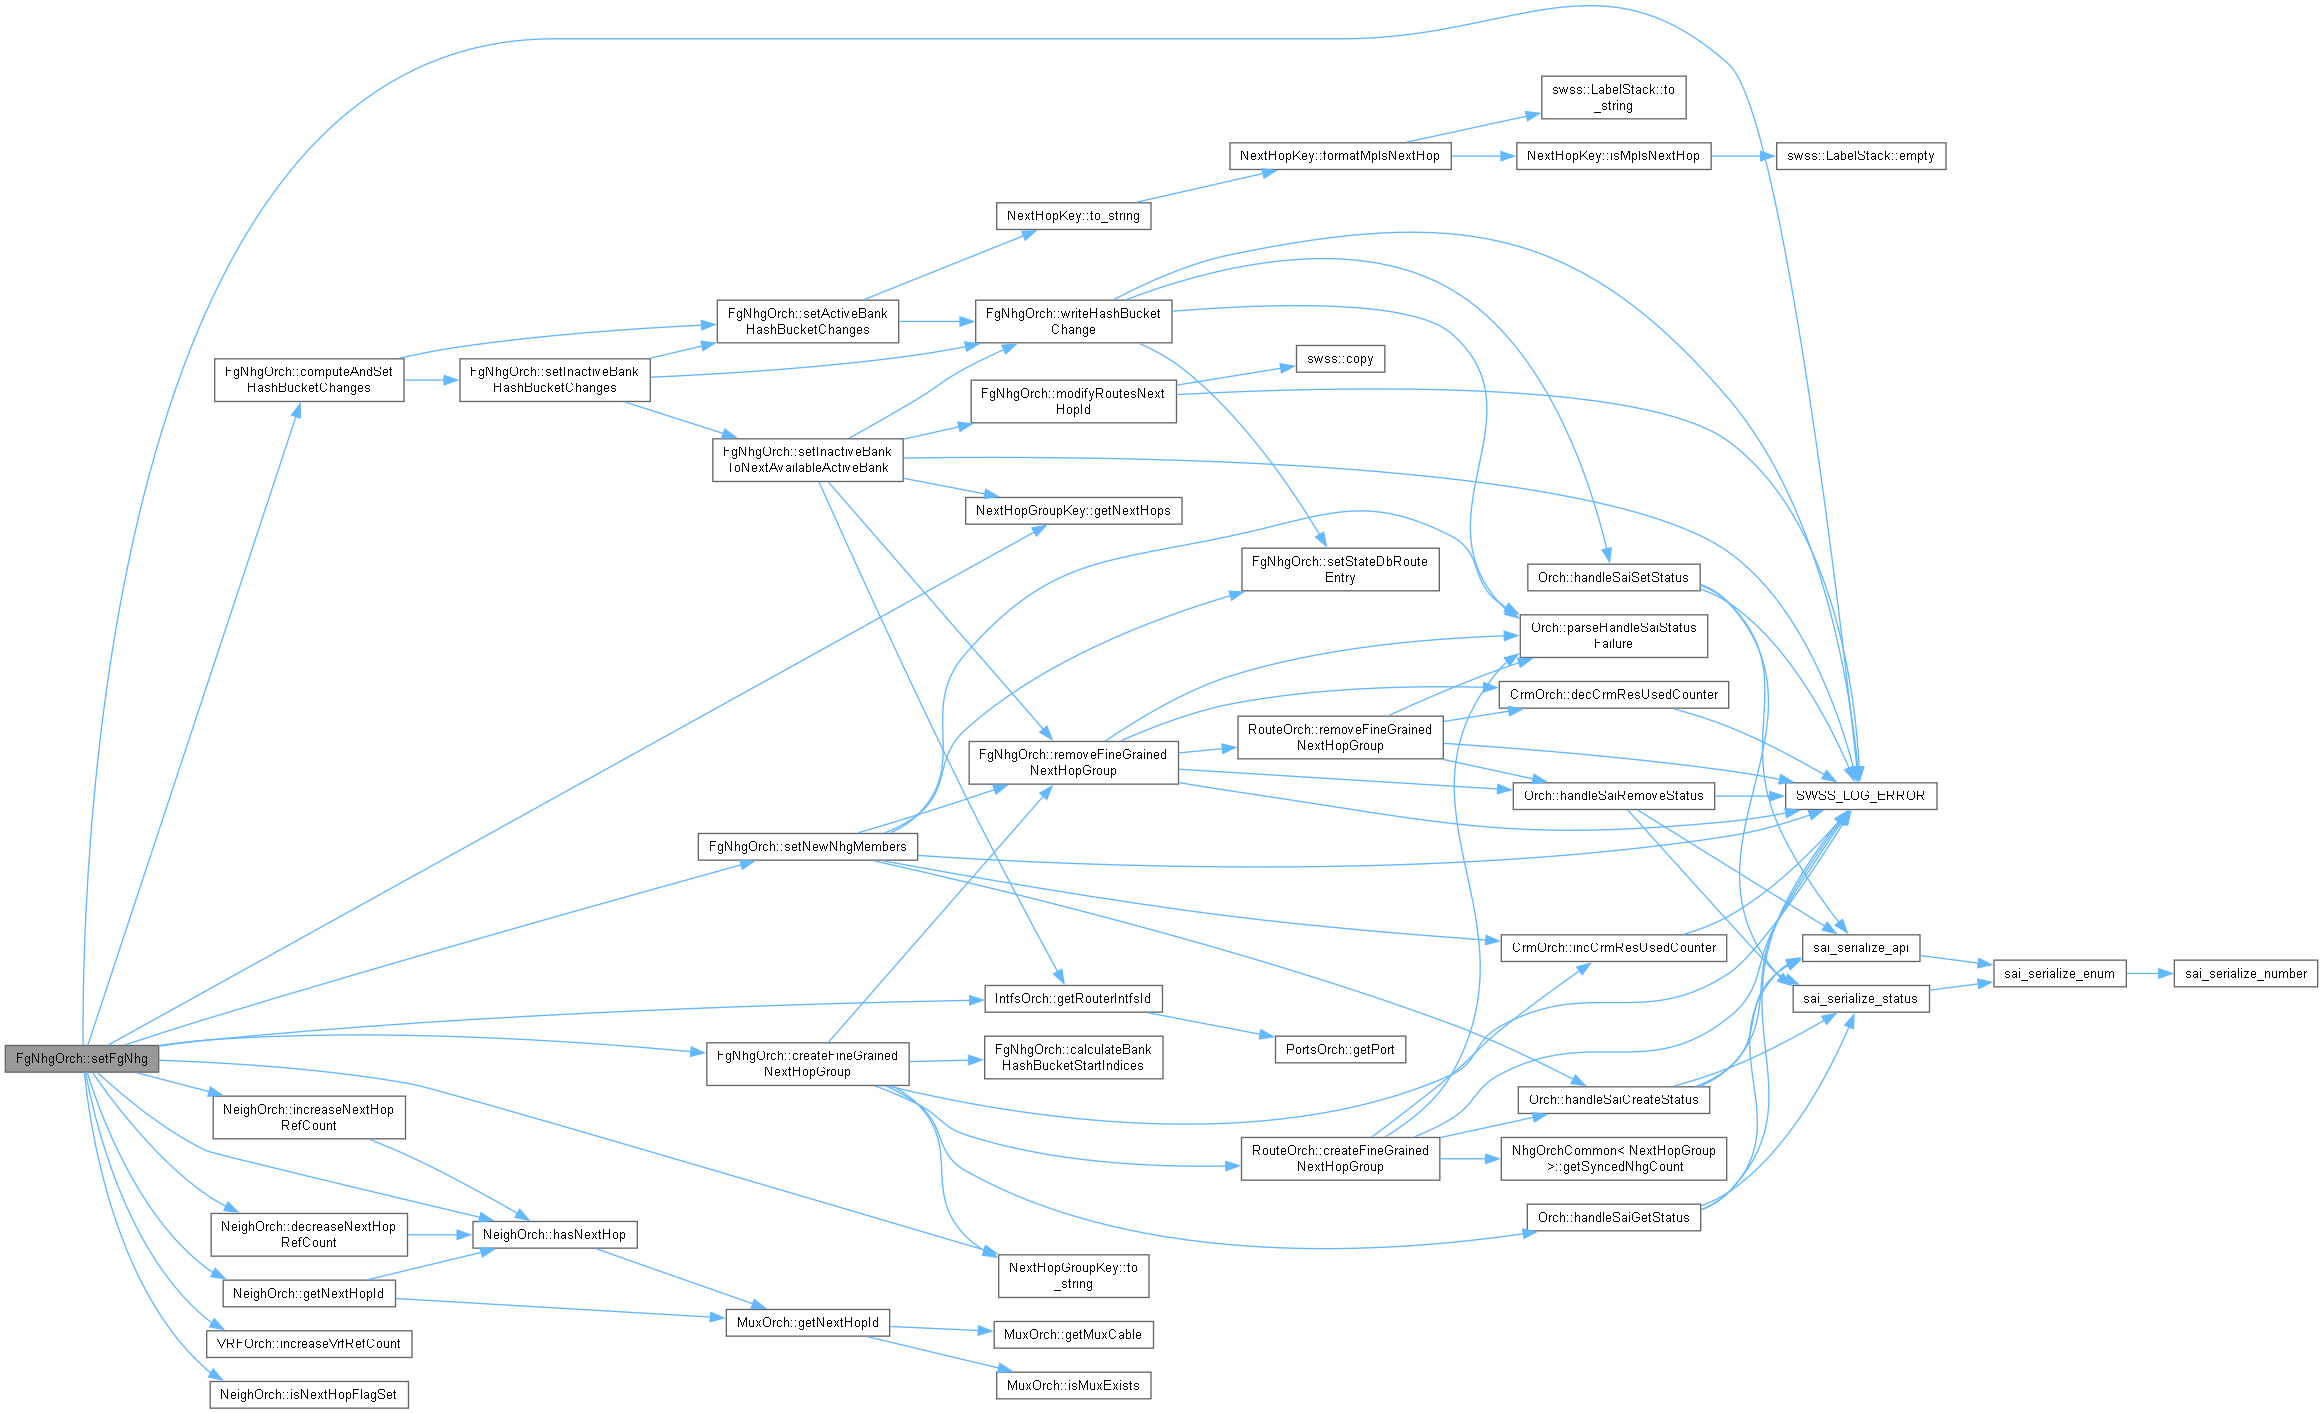 swss::LabelStack::to
_string
NextHopKey::formatMplsNextHop
NextHopKey::isMplsNextHop
swss::LabelStack::empty
NextHopKey::to_string
FgNhgOrch::setActiveBank
HashBucketChanges
FgNhgOrch::writeHashBucket
Change
FgNhgOrch::computeAndSet
HashBucketChanges
FgNhgOrch::setInactiveBank
HashBucketChanges
swss::copy
FgNhgOrch::modifyRoutesNext
HopId
FgNhgOrch::setInactiveBank
ToNextAvailableActiveBank
NextHopGroupKey::getNextHops
FgNhgOrch::setStateDbRoute
Entry
Orch::handleSaiSetStatus
Orch::parseHandleSaiStatus
Failure
CrmOrch::decCrmResUsedCounter
RouteOrch::removeFineGrained
NextHopGroup
FgNhgOrch::removeFineGrained
NextHopGroup
Orch::handleSaiRemoveStatus
SWSS_LOG_ERROR
FgNhgOrch::setNewNhgMembers
CrmOrch::incCrmResUsedCounter
sai_serialize_api
sai_serialize_enum
sai_serialize_number
IntfsOrch::getRouterIntfsId
sai_serialize_status
PortsOrch::getPort
FgNhgOrch::setFgNhg
FgNhgOrch::createFineGrained
NextHopGroup
FgNhgOrch::calculateBank
HashBucketStartIndices
NeighOrch::increaseNextHop
RefCount
Orch::handleSaiCreateStatus
RouteOrch::createFineGrained
NextHopGroup
NhgOrchCommon< NextHopGroup
>::getSyncedNhgCount
Orch::handleSaiGetStatus
NeighOrch::decreaseNextHop
RefCount
NeighOrch::hasNextHop
NextHopGroupKey::to
_string
NeighOrch::getNextHopId
MuxOrch::getNextHopId
MuxOrch::getMuxCable
VRFOrch::increaseVrfRefCount
MuxOrch::isMuxExists
NeighOrch::isNextHopFlagSet